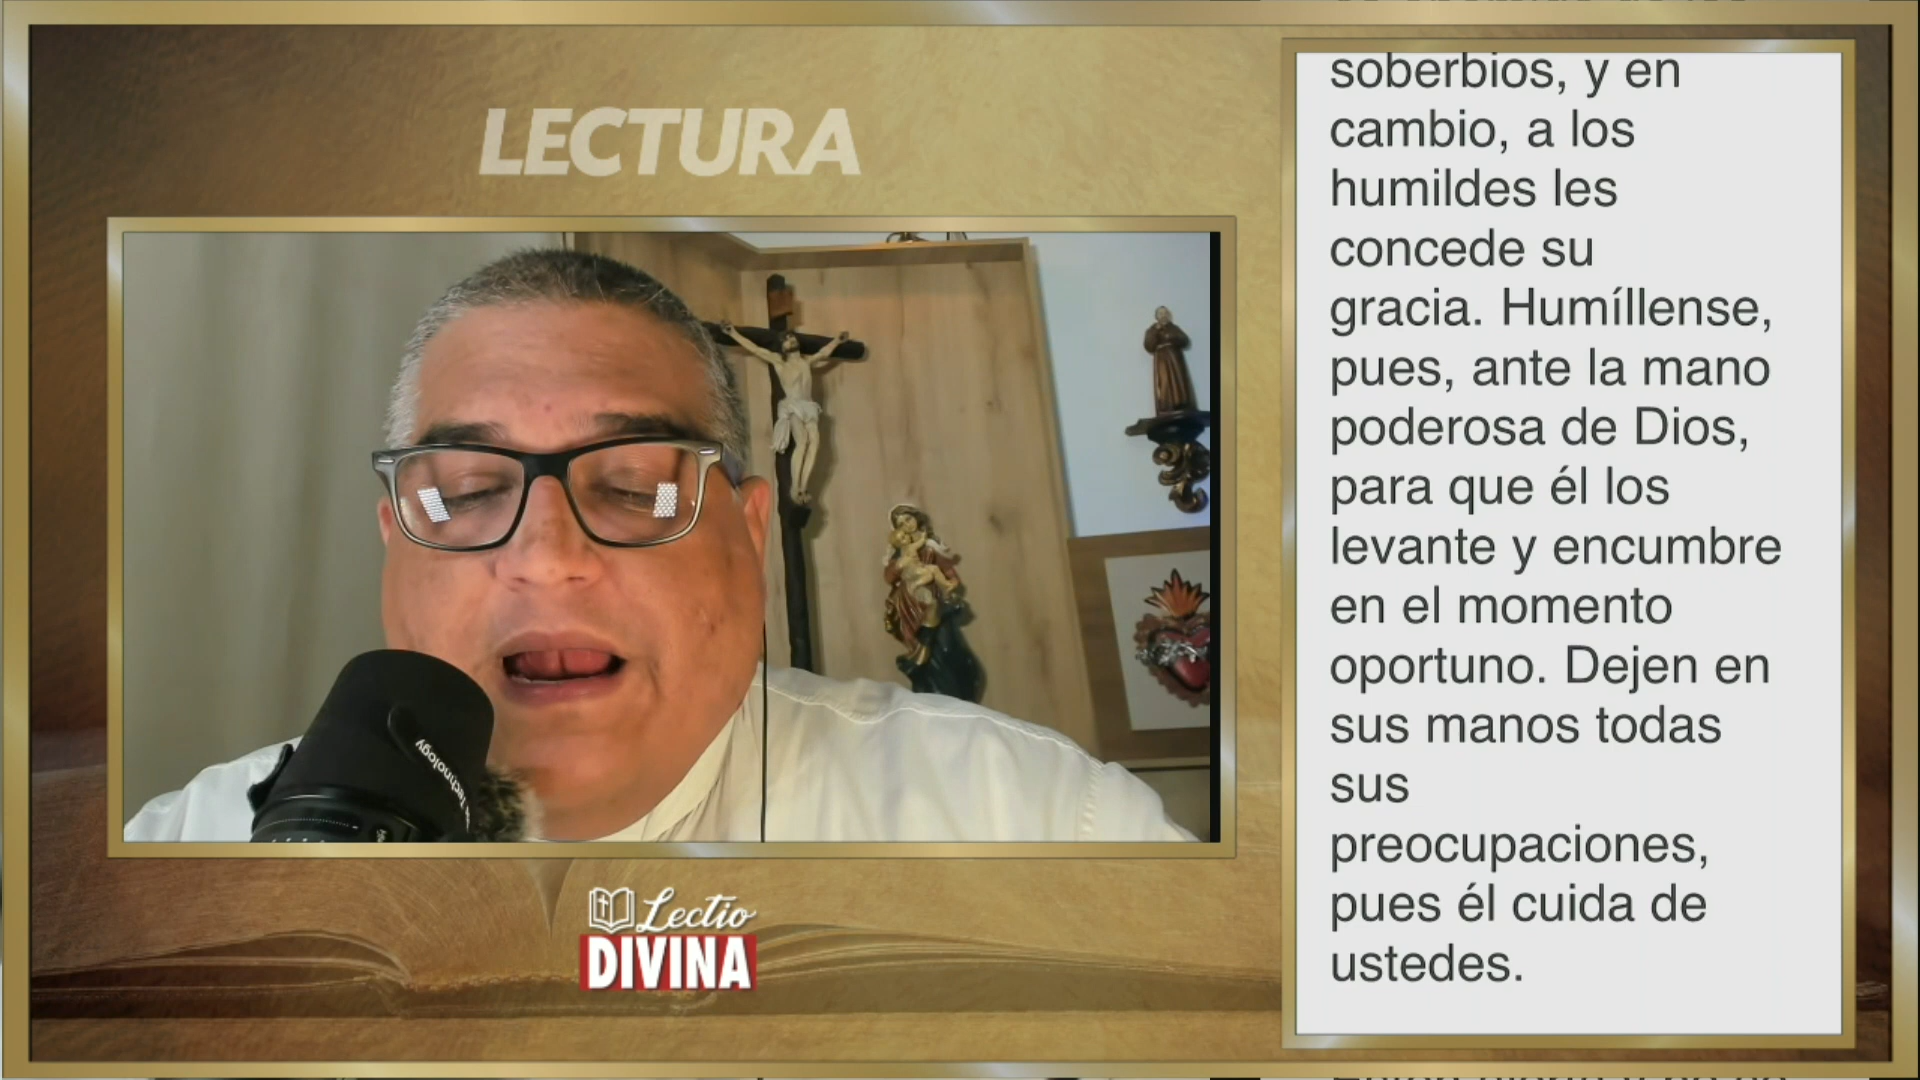 LECTURA
Technology
Lectio
DIVINA
soberbios, y en
cambio, a los
humildes les
concede su
gracia. Humíllense,
pues, ante la mano
poderosa de Dios,
para que él los
levante y encumbre
en el momento
oportuno. Dejen en
sus manos todas
sus
preocupaciones,
pues él cuida de
ustedes.